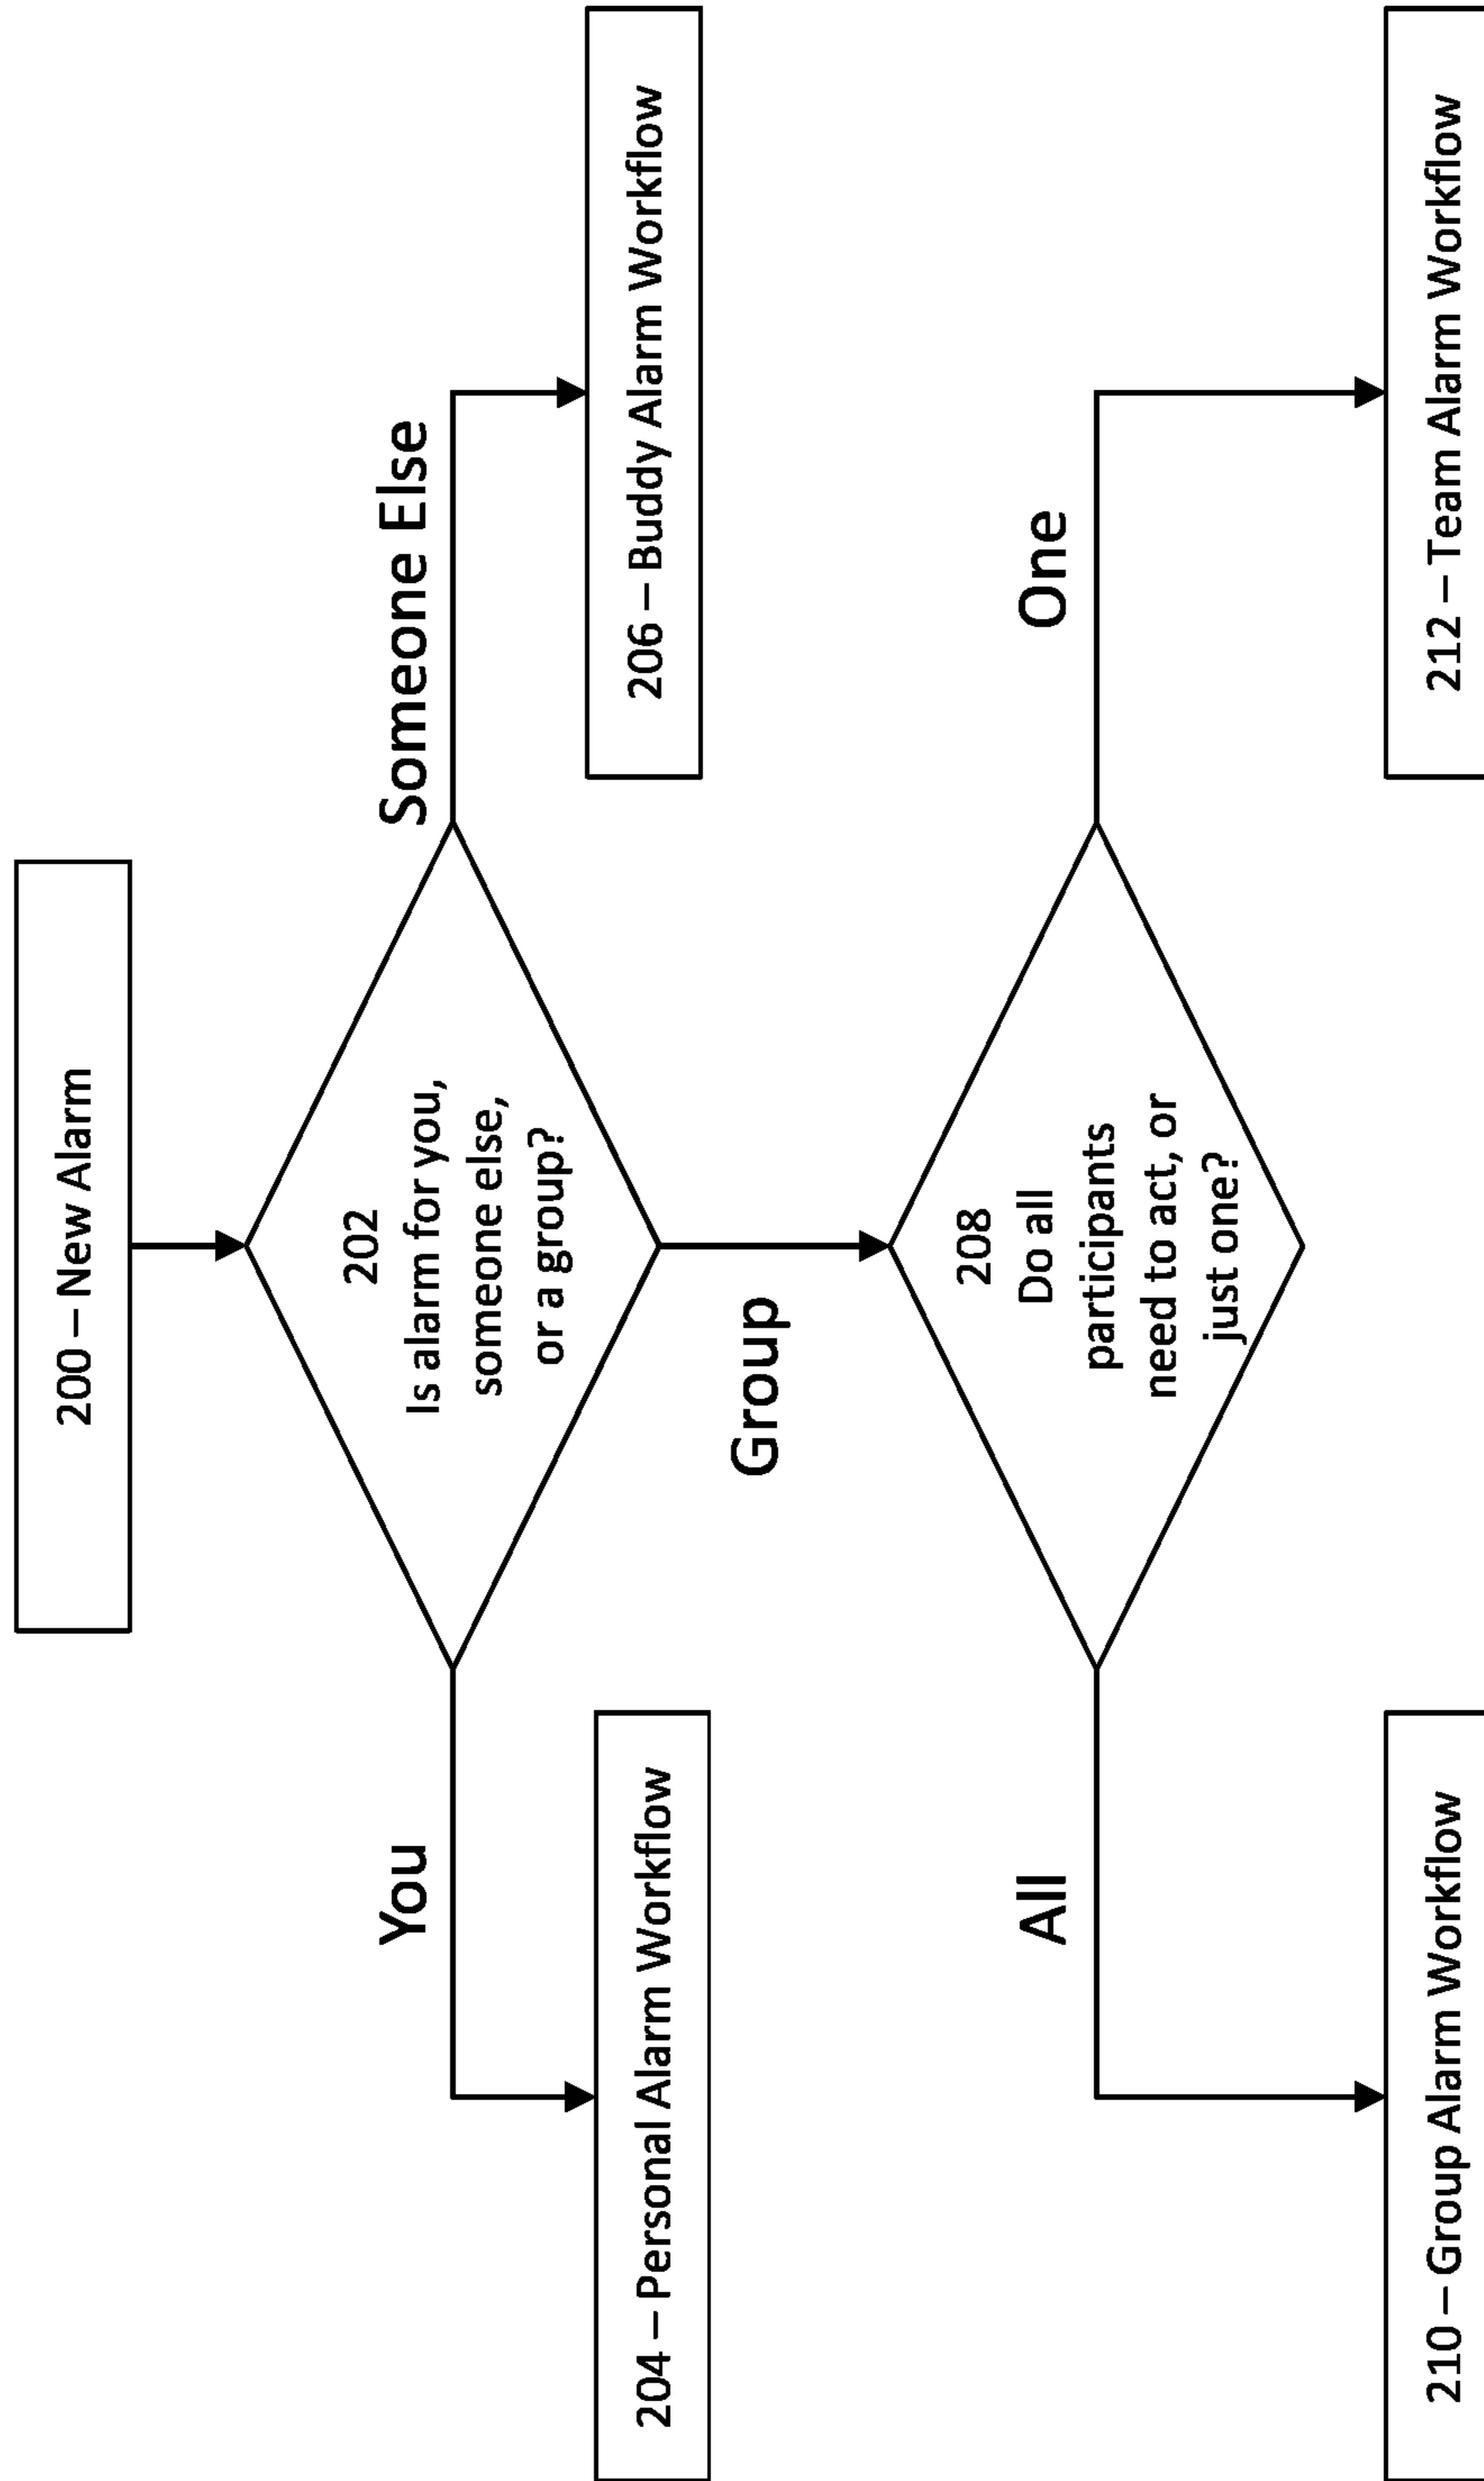 200 – New Alarm
202
Is alarm for you,
someone else,
or a group?
You
Someone Else
204 – Personal Alarm Workflow
206 – Buddy Alarm Workflow
Group
208
Do all
participants
need to act, or
just one?
All
One
210 – Group Alarm Workflow
212 – Team Alarm Workflow